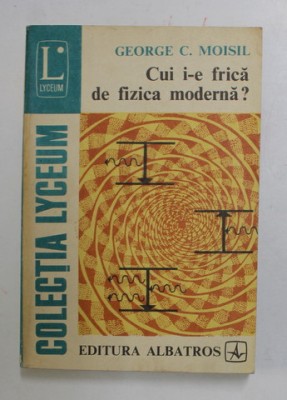 L
LYCEUM
GEORGE C. MOISIL
Cui i-e frică
de fizica modernă?
COLECȚIA LYCEUM
EDITURA ALBATROS